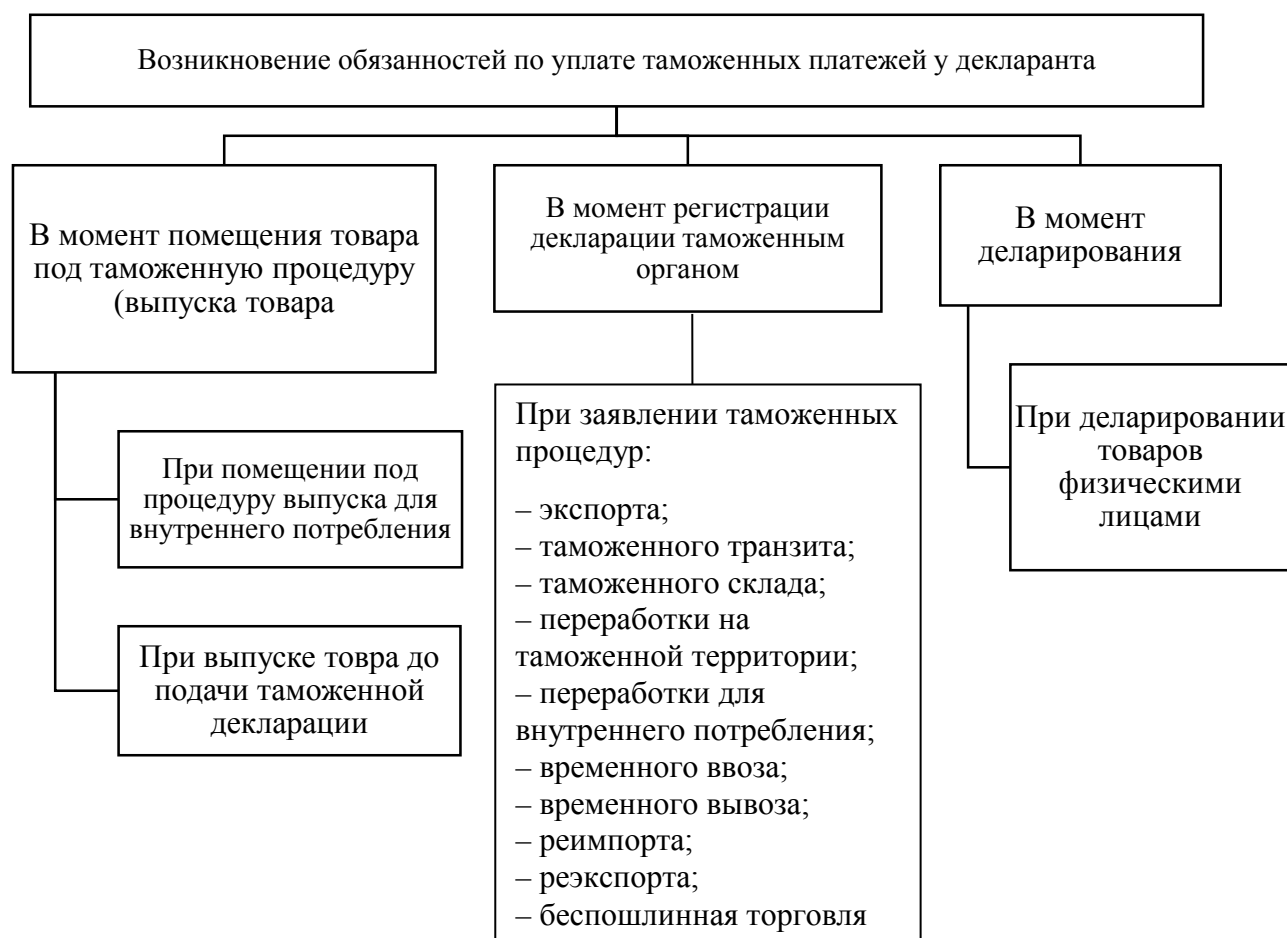 Возникновение обязанностей по уплате таможенных платежей у декларанта
В момент помещения товара
под таможенную процедуру
(выпуска товара
При помещении под
процедуру выпуска для
внутреннего потребления
При выпуске товра до
подачи таможенной
декларации
В момент регистрации
декларации таможенным
органом
При заявлении таможенных
процедур:
– экспорта;
– таможенного транзита;
– таможенного склада;
– переработки на
таможенной территории;
– переработки для
внутреннего потребления;
– временного ввоза;
– временного вывоза;
– реимпорта;
– реэкспорта;
– беспошлинная торговля
В момент
деларирования
При деларировании
товаров
физическими
лицами